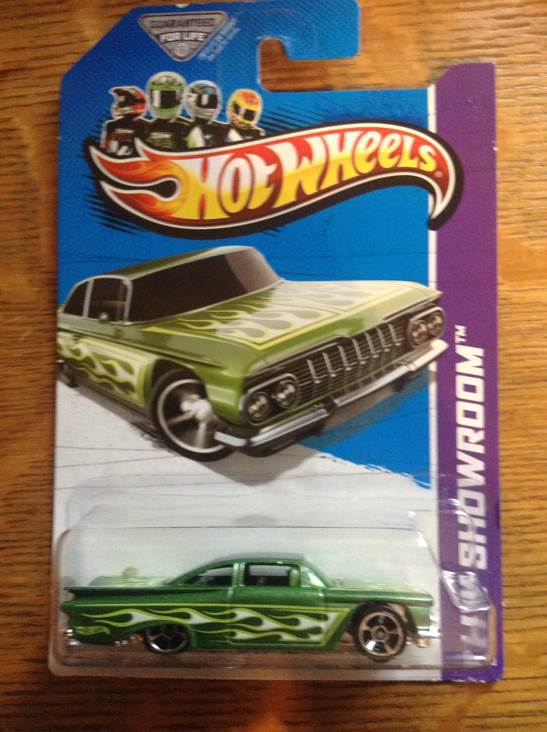 GUARANTEED
FOR LIFE
HOT WHEELS
HW SHOWROOM™